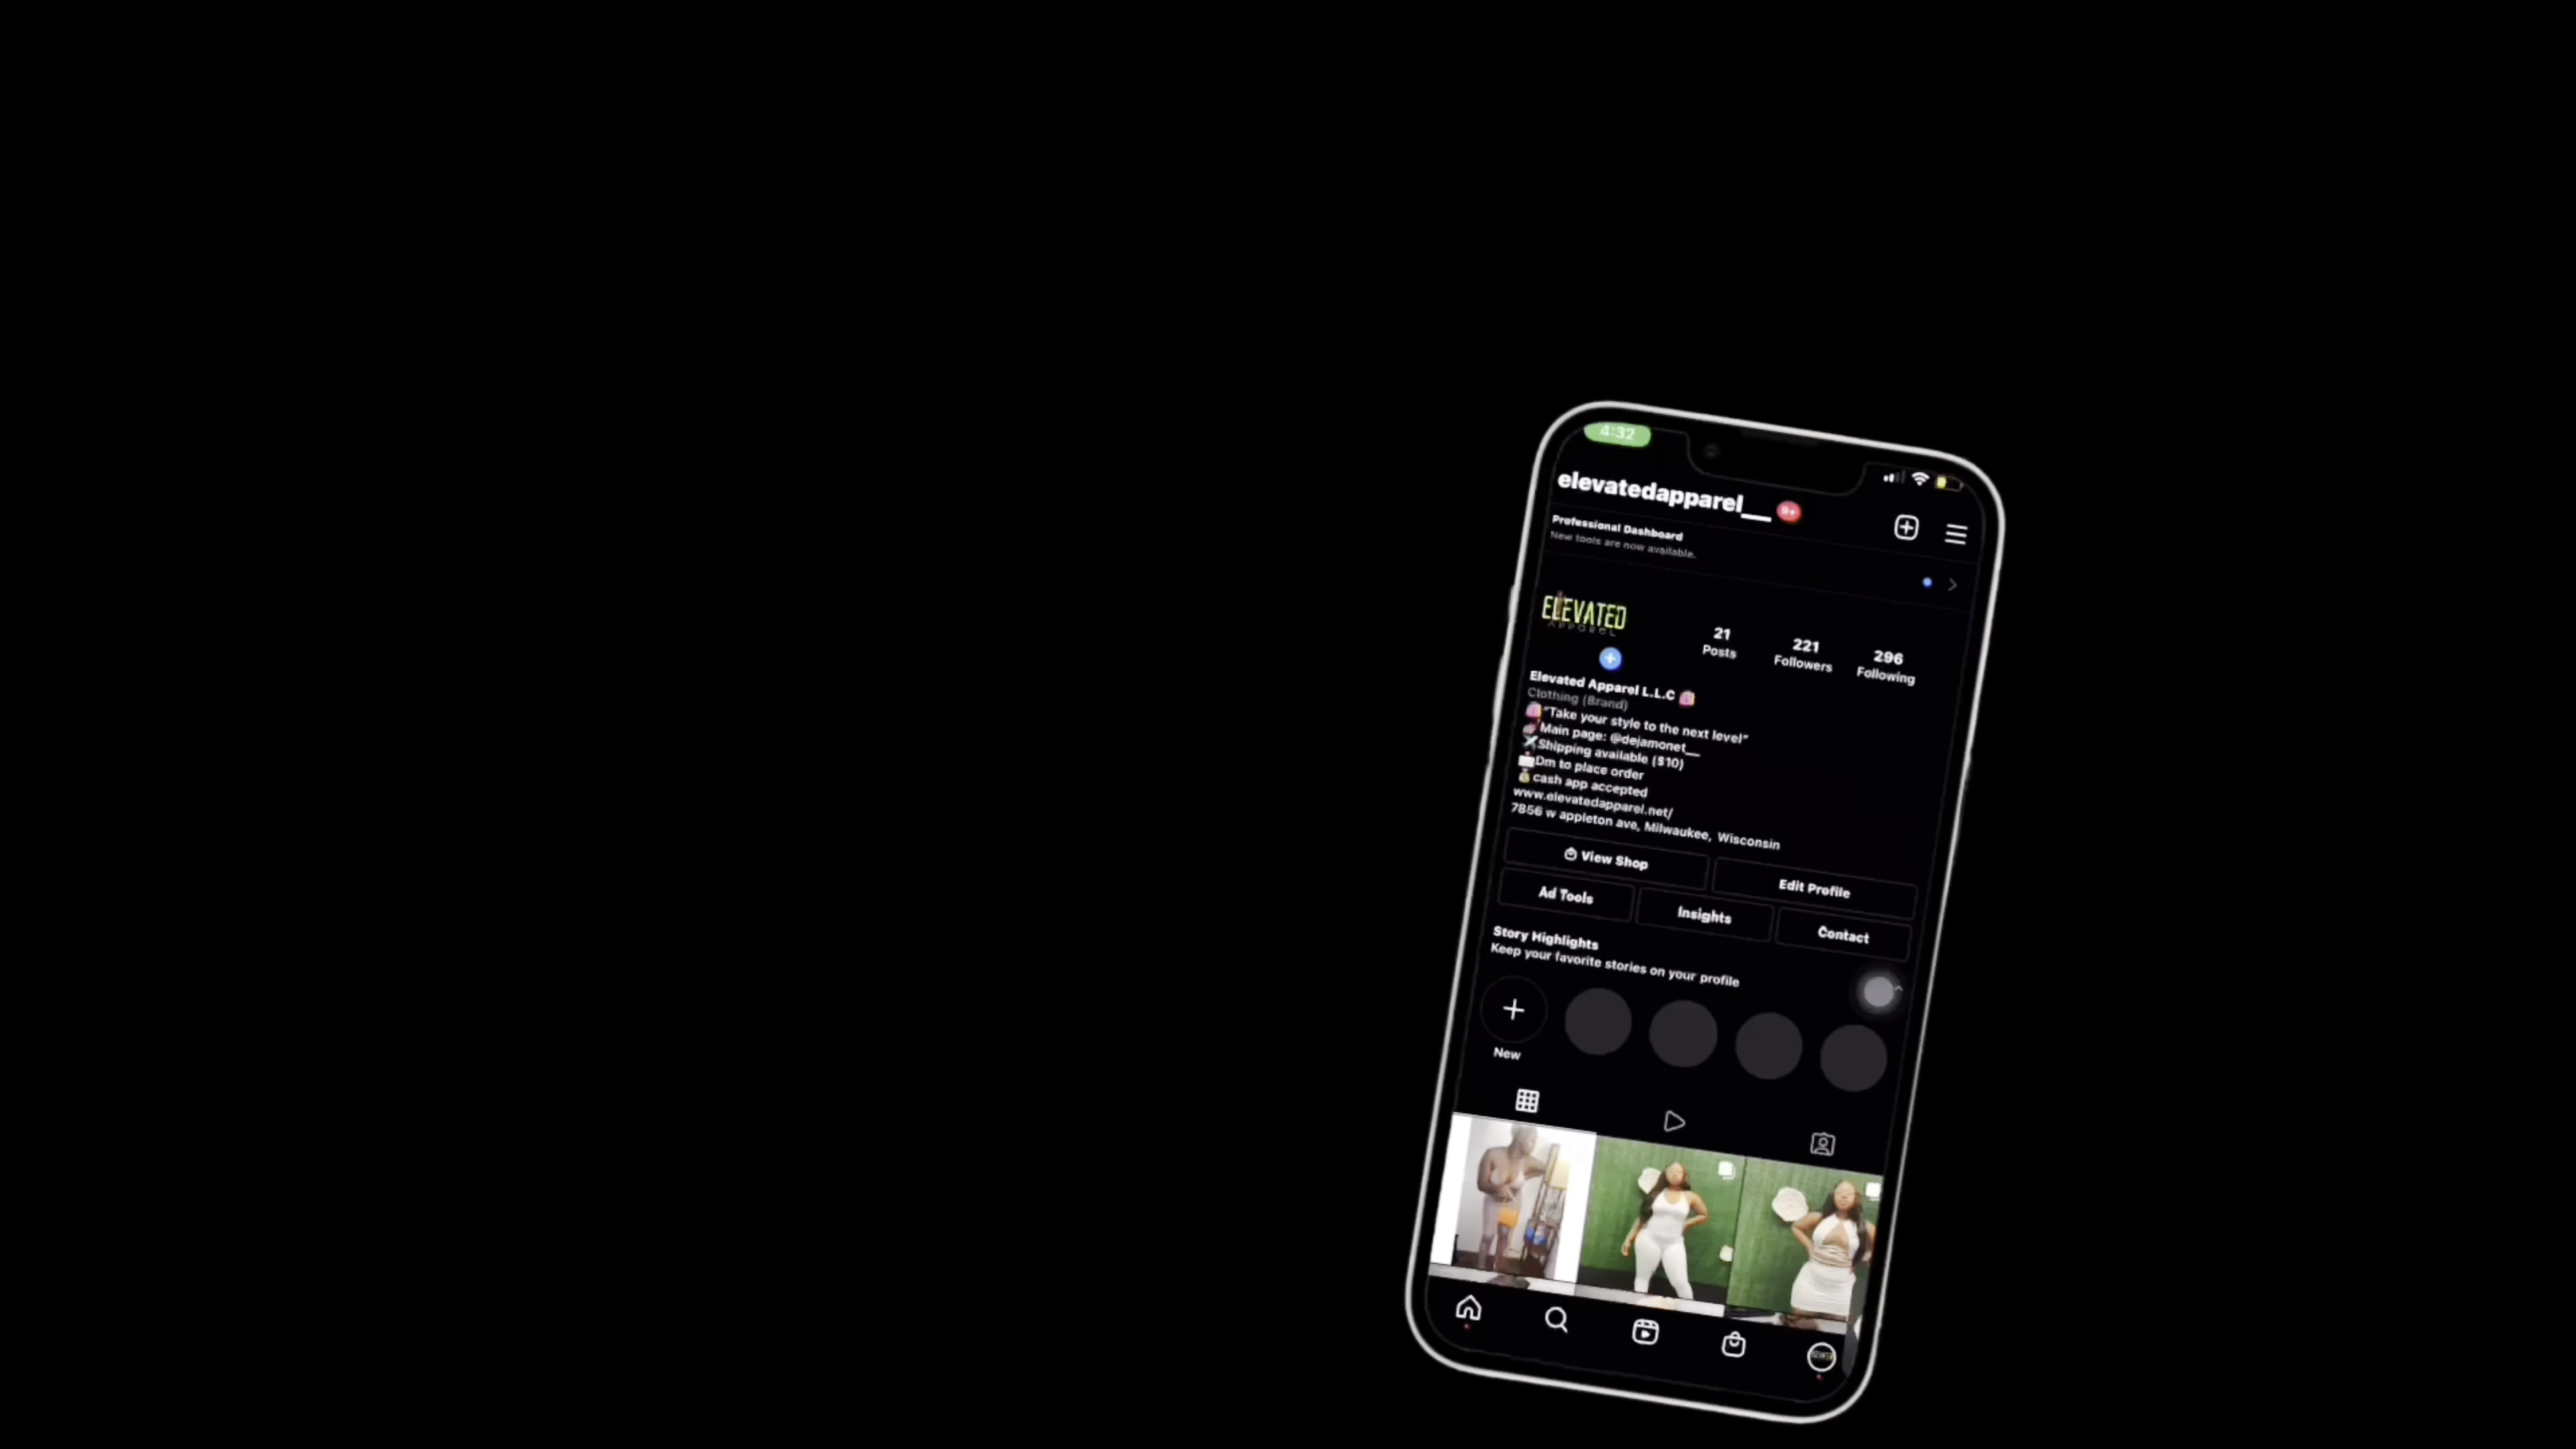 4:32
elevatedapparel__ 9+
Professional Dashboard
New tools are now available.
ELEVATED
APPAREL
21 Posts
221 Followers
296 Following
Elevated Apparel L.L.C 🛍️
Clothing (Brand)
🛍️"Take your style to the next level"
Main page: @dejamonet__
✈️Shipping available ($10)
Dm to place order
💰cash app accepted
www.elevatedapparel.net/
7856 w appleton ave, Milwaukee, Wisconsin
View Shop
Edit Profile
Ad Tools
Insights
Contact
Story Highlights
Keep your favorite stories on your profile
New